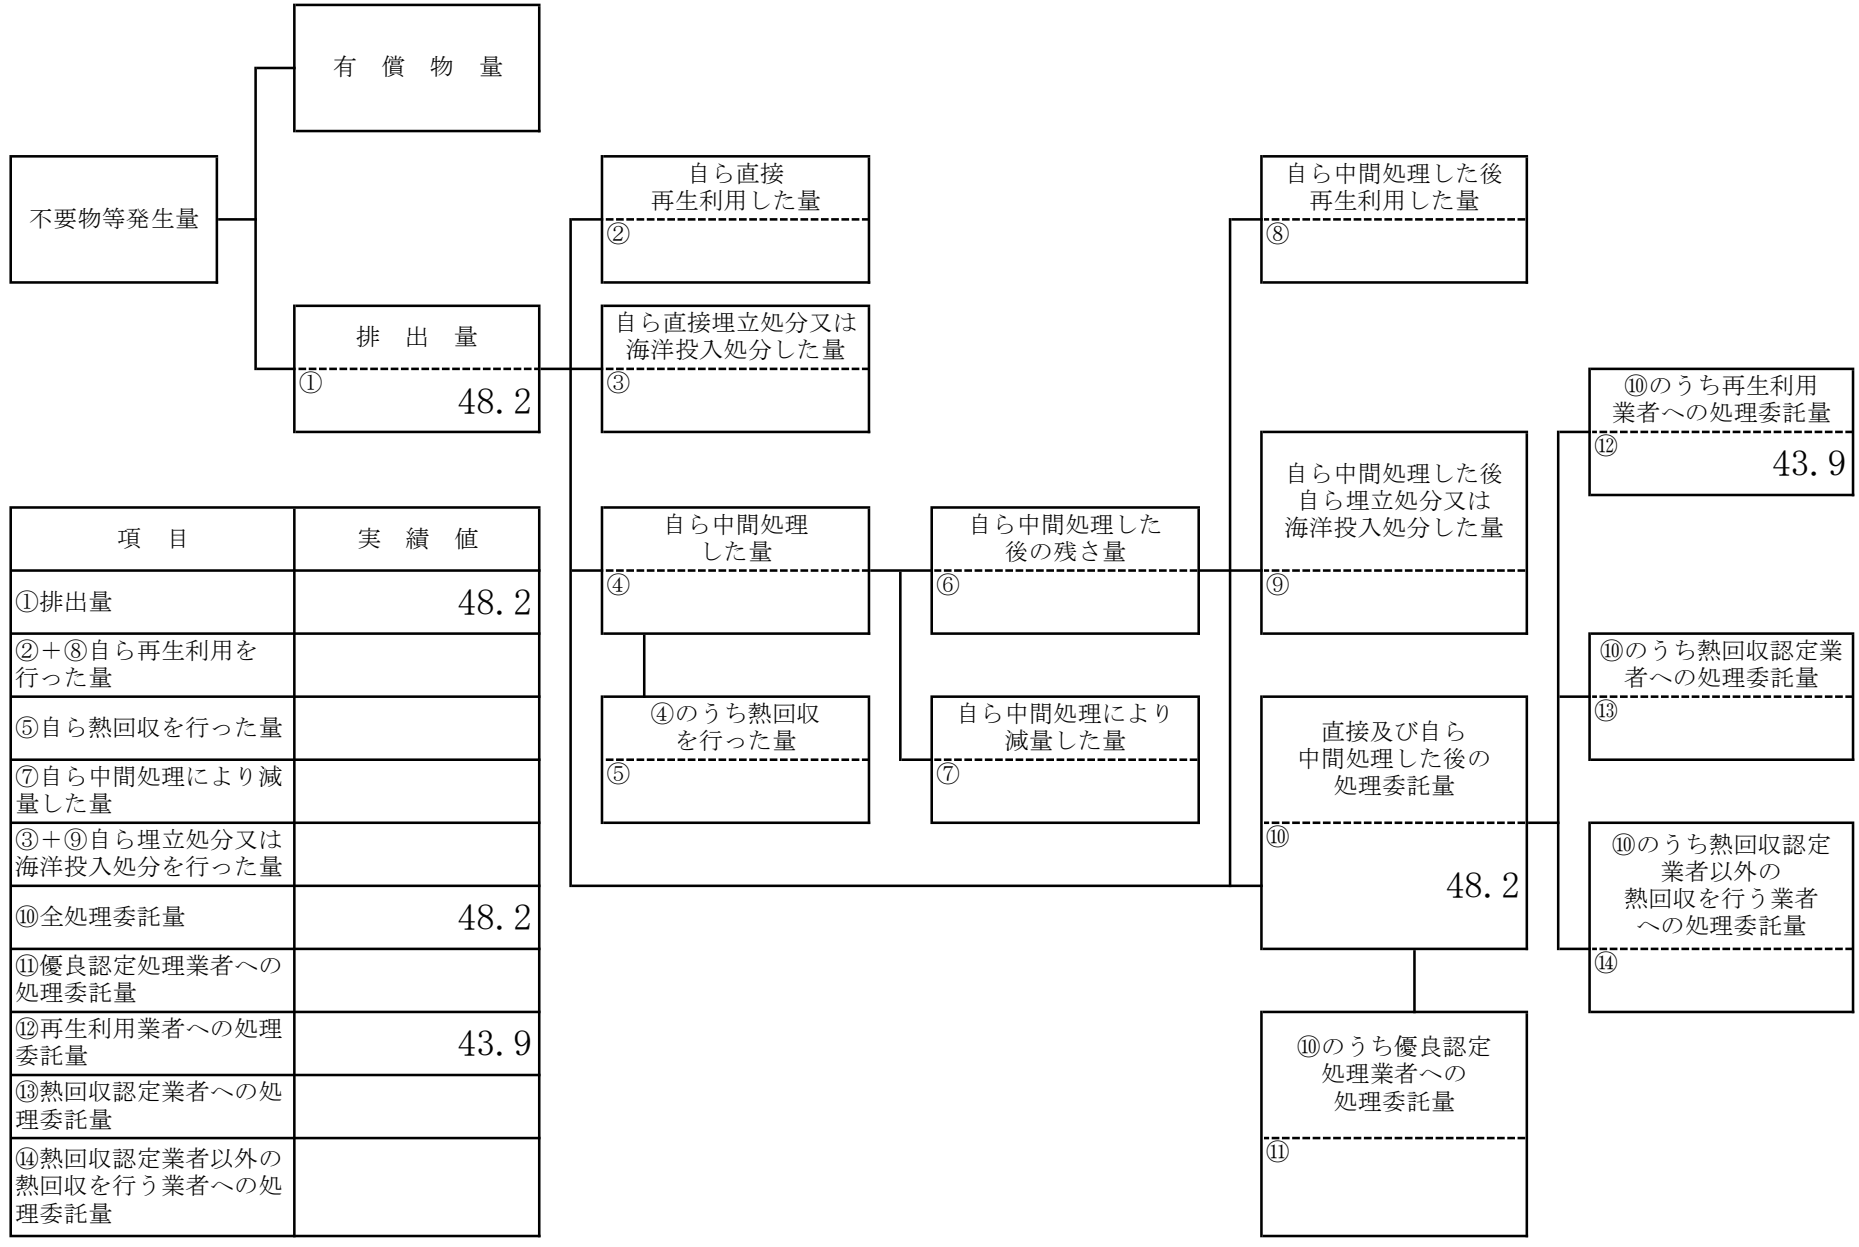 有　償　物　量
不要物等発生量
排　出　量
①
48.2
自ら直接
再生利用した量
②
自ら直接埋立処分又は
海洋投入処分した量
③
自ら中間処理
した量
④
④のうち熱回収
を行った量
⑤
自ら中間処理した
後の残さ量
⑥
自ら中間処理により
減量した量
⑦
自ら中間処理した後
再生利用した量
⑧
自ら中間処理した後
自ら埋立処分又は
海洋投入処分した量
⑨
直接及び自ら
中間処理した後の
処理委託量
⑩
48.2
⑩のうち優良認定
処理業者への
処理委託量
⑪
⑩のうち再生利用
業者への処理委託量
⑫
43.9
⑩のうち熱回収認定業
者への処理委託量
⑬
⑩のうち熱回収認定
業者以外の
熱回収を行う業者
への処理委託量
⑭
項　目　実　績　値
①排出量　48.2
②＋⑧自ら再生利用を
行った量
⑤自ら熱回収を行った量
⑦自ら中間処理により減
量した量
③＋⑨自ら埋立処分又は
海洋投入処分を行った量
⑩全処理委託量　48.2
⑪優良認定処理業者への
処理委託量
⑫再生利用業者への処理
委託量　43.9
⑬熱回収認定業者への処
理委託量
⑭熱回収認定業者以外の
熱回収を行う業者への処
理委託量